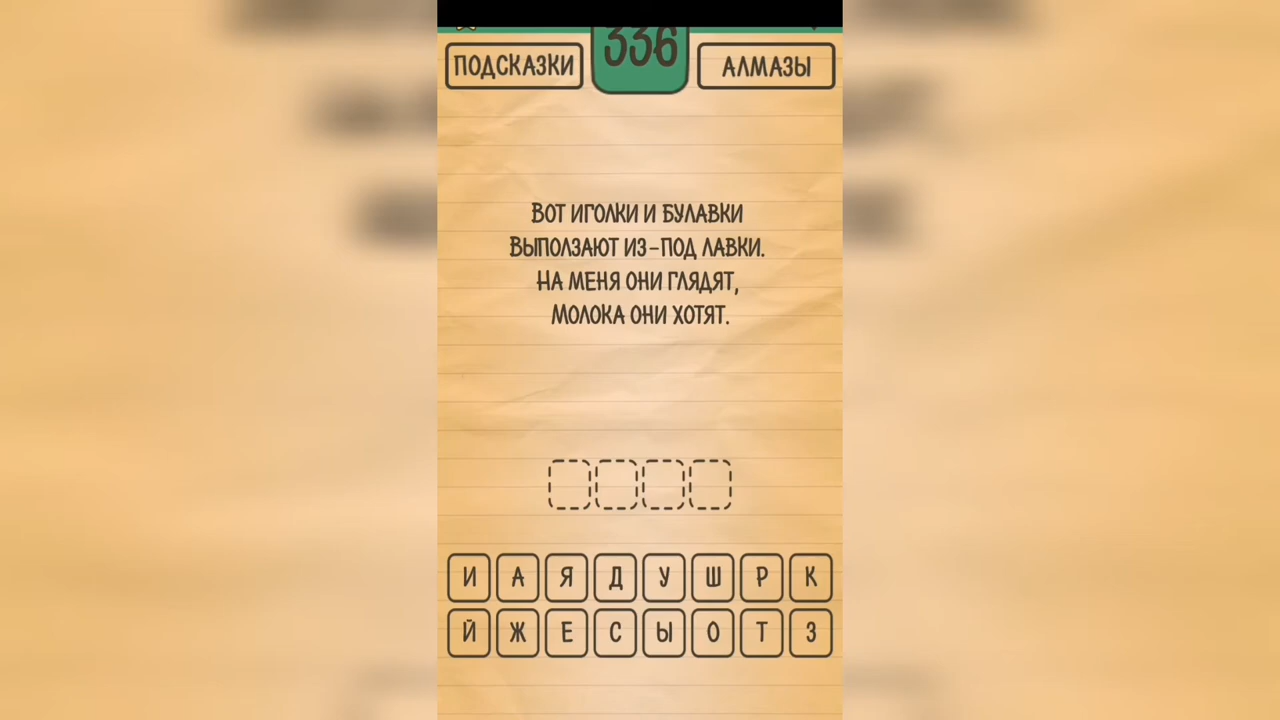 ПОДСКАЗКИ 336 АЛМАЗЫ
ВОТ ИГОЛКИ И БУЛАВКИ
ВЫПОЛЗАЮТ ИЗ-ПОД ЛАВКИ.
НА МЕНЯ ОНИ ГЛЯДЯТ,
МОЛОКА ОНИ ХОТЯТ.
И А Я Д У Ш Р К
Й Ж Е С Ы О Т З